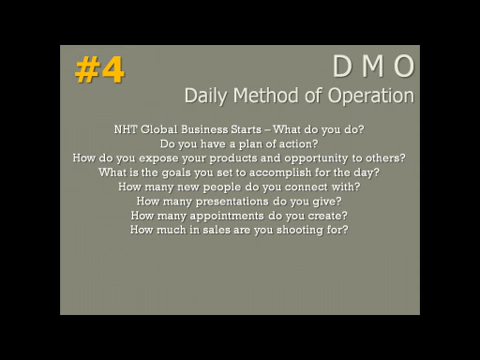 #4
D M O
Daily Method of Operation
NHT Global Business Starts – What do you do?
Do you have a plan of action?
How do you expose your products and opportunity to others?
What is the goals you set to accomplish for the day?
How many new people do you connect with?
How many presentations do you give?
How many appointments do you create?
How much in sales are you shooting for?